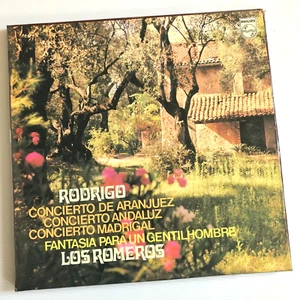 RODRIGO
CONCIERTO DE ARANJUEZ
CONCIERTO ANDALUZ
CONCIERTO MADRIGAL
FANTASIA PARA UN GENTILHOMBRE
LOS ROMEROS